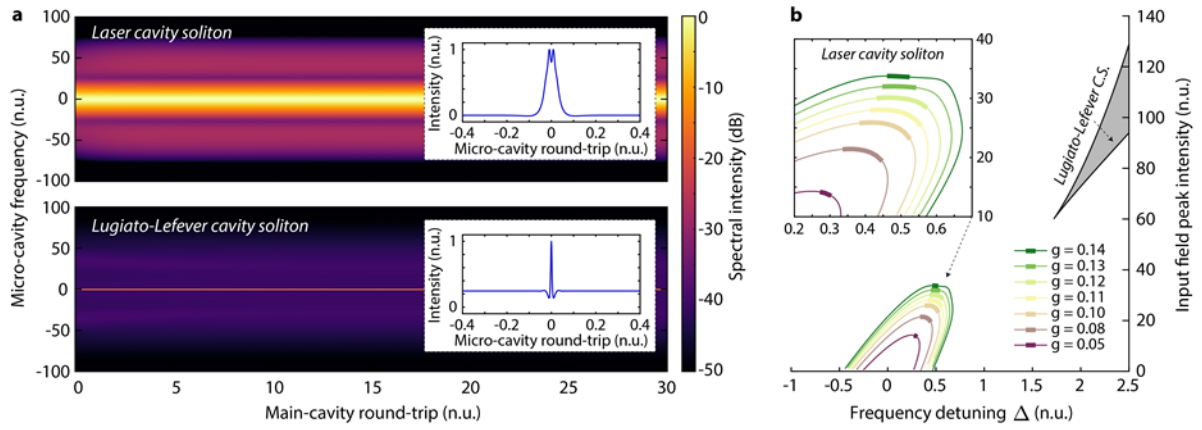 a
100
50
0
-50
-100
Laser cavity soliton
Intensity (n.u.)
1
0
-0.4 -0.2 0 0.2 0.4
Micro-cavity round-trip (n.u.)
Micro-cavity frequency (n.u.)
100
50
0
-50
-100
Lugiato-Lefever cavity soliton
Intensity (n.u.)
1
0
-0.4 -0.2 0 0.2 0.4
Micro-cavity round-trip (n.u.)
0 5 10 15 20 25 30
Main-cavity round-trip (n.u.)
0
-10
-20
-30
-40
-50
Spectral intensity (dB)
b
Laser cavity soliton
40
30
20
10
0.2 0.3 0.4 0.5 0.6
Lugiato-Lefever C.S.
g = 0.14
g = 0.13
g = 0.12
g = 0.11
g = 0.10
g = 0.08
g = 0.05
140
120
100
80
60
40
20
0
Input field peak intensity (n.u.)
-1 -0.5 0 0.5 1 1.5 2 2.5
Frequency detuning Δ (n.u.)